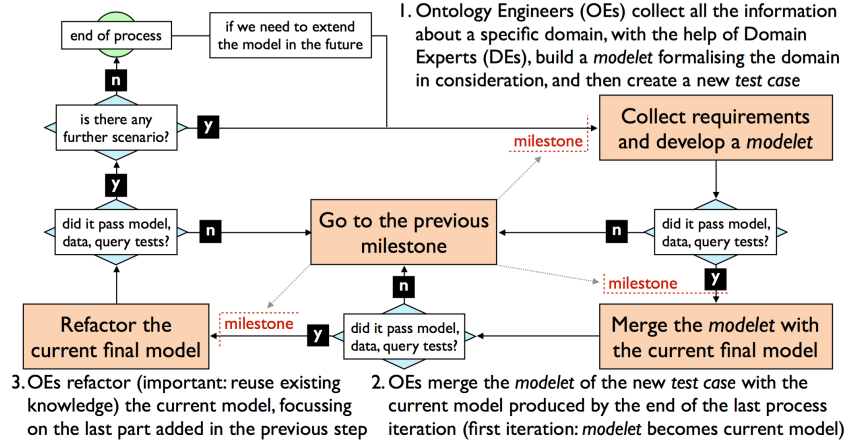 end of process
if we need to extend
the model in the future
1. Ontology Engineers (OEs) collect all the information
about a specific domain, with the help of Domain
Experts (DEs), build a modelet formalising the domain
in consideration, and then create a new test case
n
is there any
further scenario?
y
milestone
Collect requirements
and develop a modelet
y
did it pass model,
data, query tests?
n
Go to the previous
milestone
n
did it pass model,
data, query tests?
y
milestone
n
Refactor the
current final model
milestone
y
did it pass model,
data, query tests?
Merge the modelet with
the current final model
3. OEs refactor (important: reuse existing
knowledge) the current model, focussing
on the last part added in the previous step
2. OEs merge the modelet of the new test case with the
current model produced by the end of the last process
iteration (first iteration: modelet becomes current model)